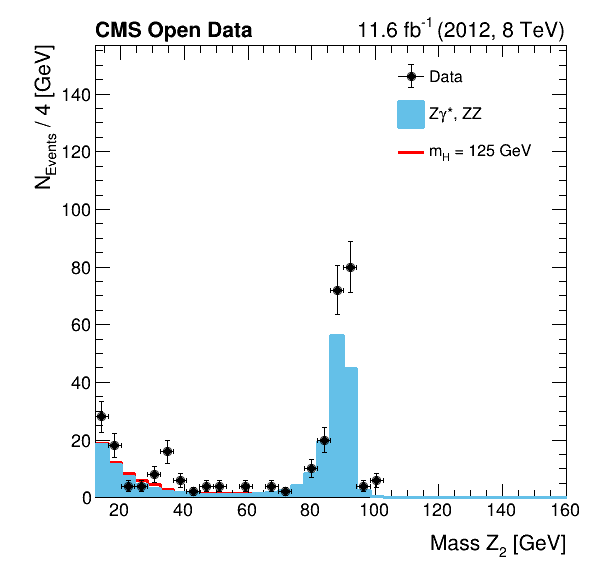 CMS Open Data
11.6 fb⁻¹ (2012, 8 TeV)
N_Events / 4 [GeV]
Data
Zγ*, ZZ
m_H = 125 GeV
140
120
100
80
60
40
20
0
20 40 60 80 100 120 140 160
Mass Z₂ [GeV]